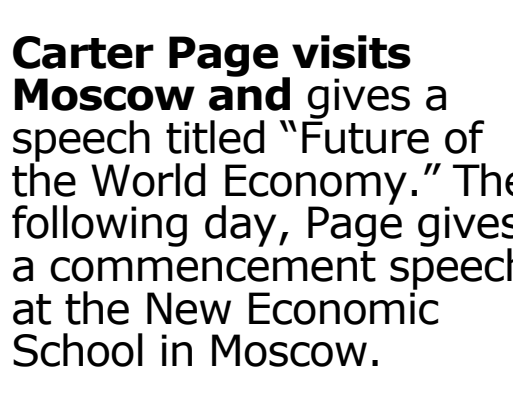 Carter Page visits
Moscow and gives a
speech titled “Future of
the World Economy.” The
following day, Page gives
a commencement speech
at the New Economic
School in Moscow.